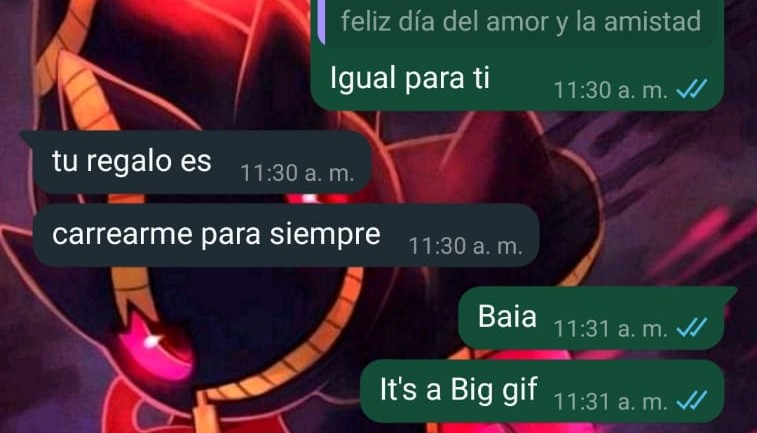 feliz día del amor y la amistad
Igual para ti 11:30 a. m.
tu regalo es 11:30 a. m.
carrearme para siempre 11:30 a. m.
Baia 11:31 a. m.
It's a Big gif 11:31 a. m.